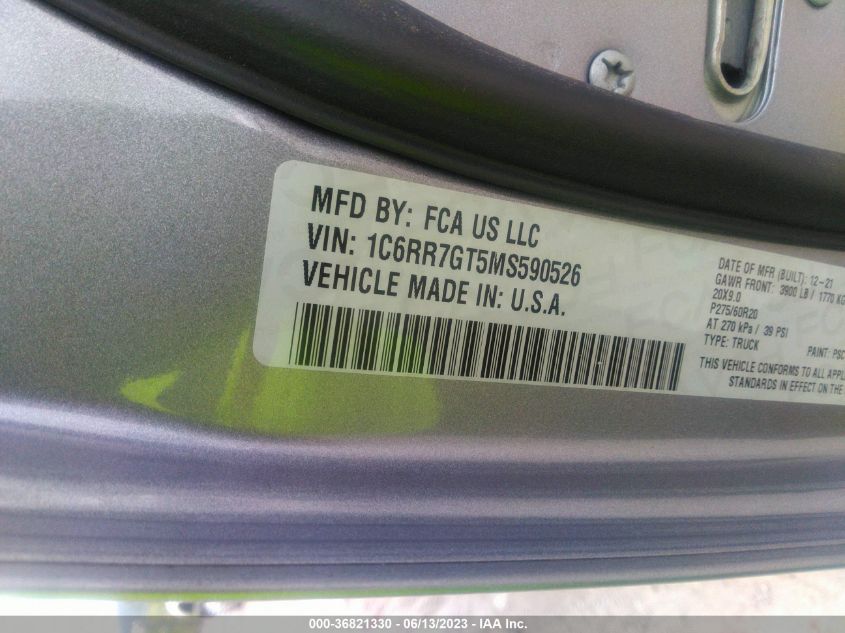 MFD BY: FCA US LLC
VIN: 1C6RR7GT5MS590526
VEHICLE MADE IN: U.S.A.
DATE OF MFR (BUILT): 12-21
GAWR FRONT: 3900 LB / 1770 KG
20X9.0
P275/60R20
AT 270 kPa / 39 PSI
TYPE: TRUCK
PAINT: PSC
THIS VEHICLE CONFORMS TO ALL APPL
STANDARDS IN EFFECT ON THE
000-36821330 - 06/13/2023 - IAA Inc.